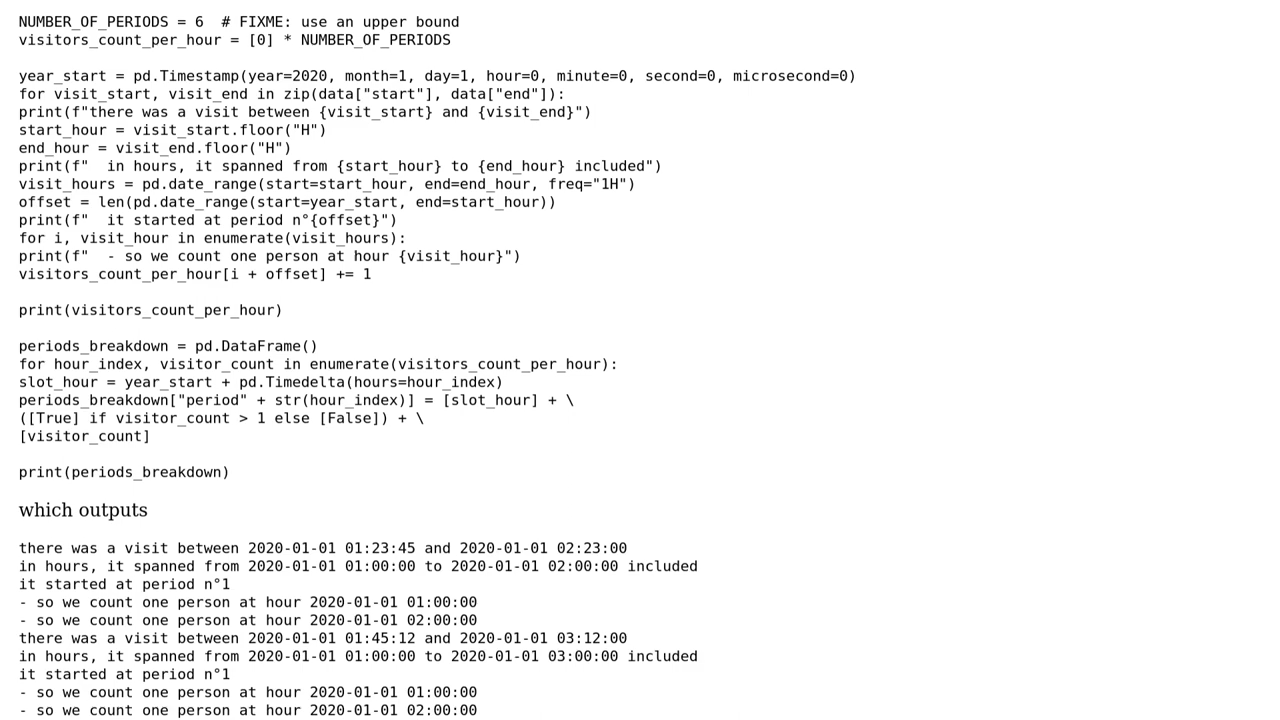 NUMBER_OF_PERIODS = 6  # FIXME: use an upper bound
visitors_count_per_hour = [0] * NUMBER_OF_PERIODS

year_start = pd.Timestamp(year=2020, month=1, day=1, hour=0, minute=0, second=0, microsecond=0)
for visit_start, visit_end in zip(data["start"], data["end"]):
print(f"there was a visit between {visit_start} and {visit_end}")
start_hour = visit_start.floor("H")
end_hour = visit_end.floor("H")
print(f"  in hours, it spanned from {start_hour} to {end_hour} included")
visit_hours = pd.date_range(start=start_hour, end=end_hour, freq="1H")
offset = len(pd.date_range(start=year_start, end=start_hour))
print(f"  it started at period n°{offset}")
for i, visit_hour in enumerate(visit_hours):
print(f"  - so we count one person at hour {visit_hour}")
visitors_count_per_hour[i + offset] += 1

print(visitors_count_per_hour)

periods_breakdown = pd.DataFrame()
for hour_index, visitor_count in enumerate(visitors_count_per_hour):
slot_hour = year_start + pd.Timedelta(hours=hour_index)
periods_breakdown["period" + str(hour_index)] = [slot_hour] + \
([True] if visitor_count > 1 else [False]) + \
[visitor_count]

print(periods_breakdown)

which outputs

there was a visit between 2020-01-01 01:23:45 and 2020-01-01 02:23:00
in hours, it spanned from 2020-01-01 01:00:00 to 2020-01-01 02:00:00 included
it started at period n°1
- so we count one person at hour 2020-01-01 01:00:00
- so we count one person at hour 2020-01-01 02:00:00
there was a visit between 2020-01-01 01:45:12 and 2020-01-01 03:12:00
in hours, it spanned from 2020-01-01 01:00:00 to 2020-01-01 03:00:00 included
it started at period n°1
- so we count one person at hour 2020-01-01 01:00:00
- so we count one person at hour 2020-01-01 02:00:00